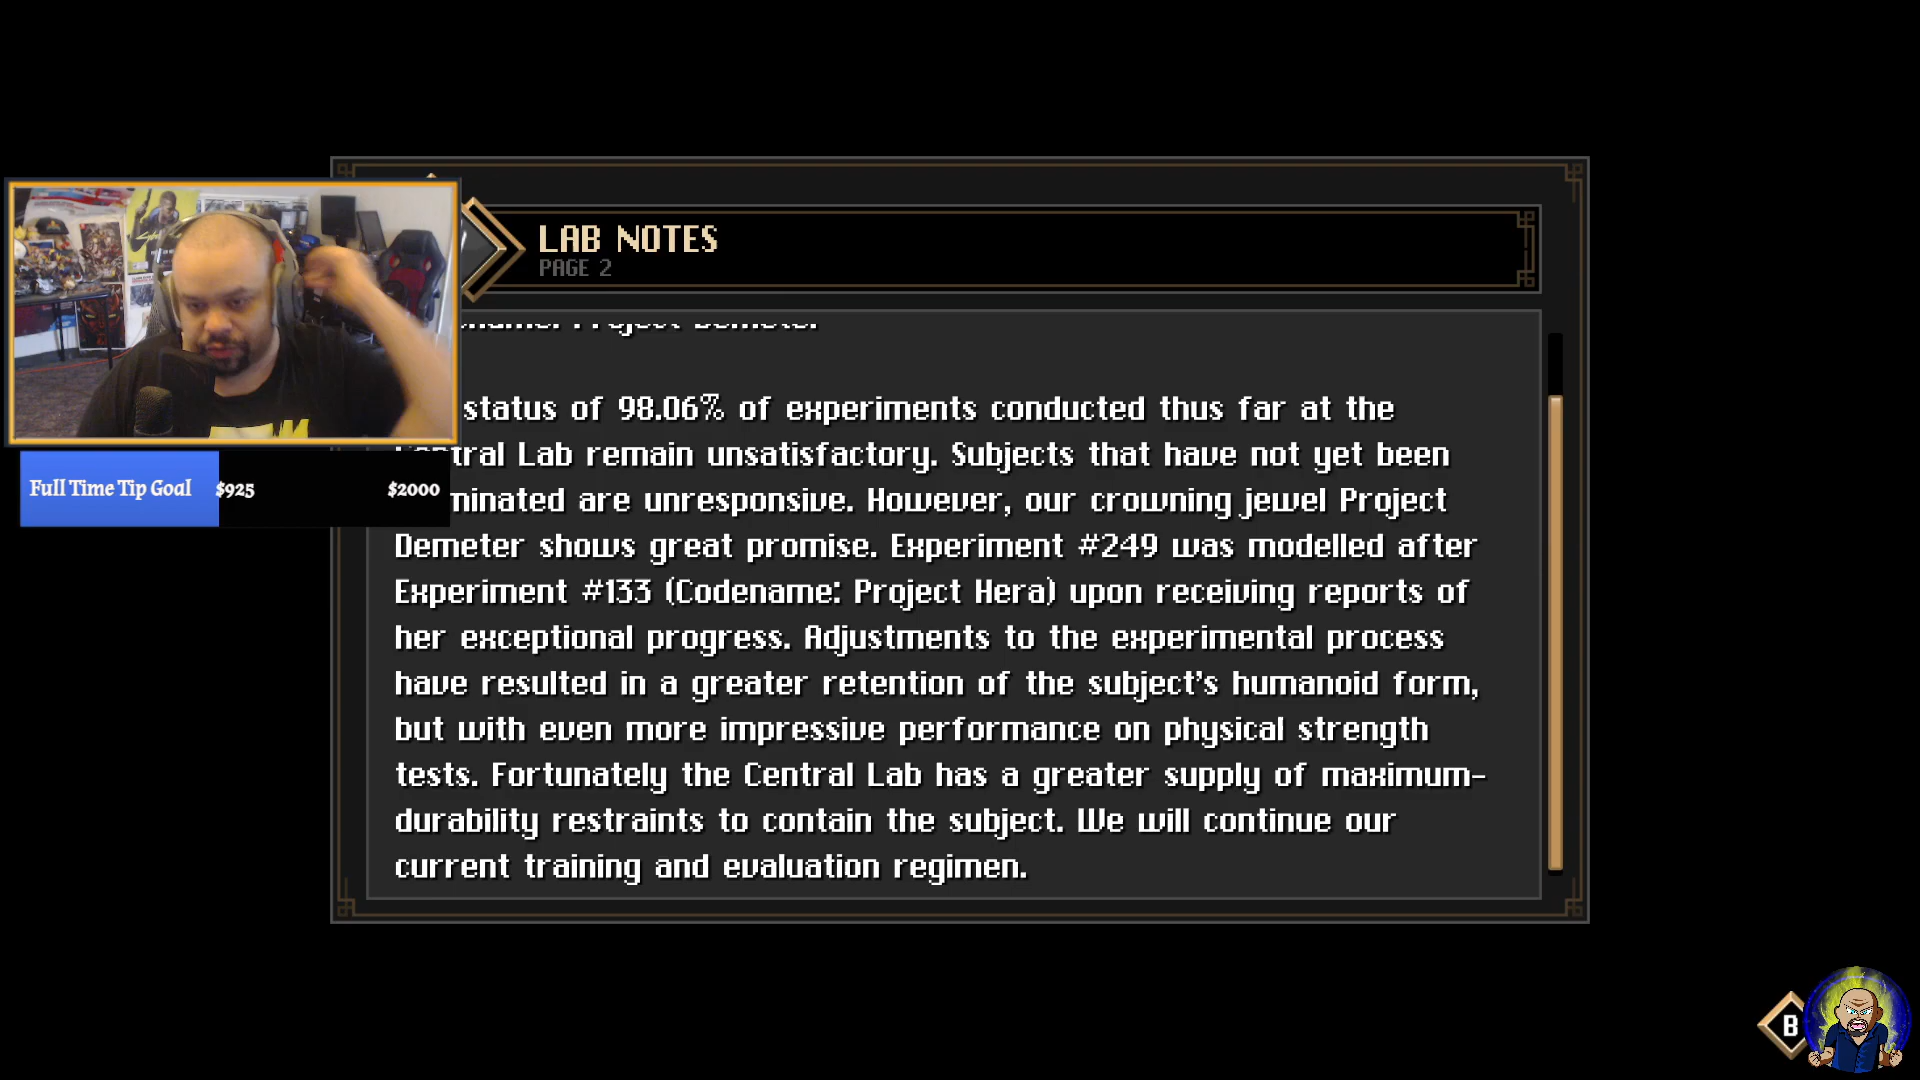 LAB NOTES
PAGE 2
Project Demeter.
status of 98.06% of experiments conducted thus far at the
Lab remain unsatisfactory. Subjects that have not yet been
are unresponsive. However, our crowning jewel Project
Demeter shows great promise. Experiment #249 was modelled after
Experiment #133 (Codename: Project Hera) upon receiving reports of
her exceptional progress. Adjustments to the experimental process
have resulted in a greater retention of the subject's humanoid form,
but with even more impressive performance on physical strength
tests. Fortunately the Central Lab has a greater supply of maximum-
durability restraints to contain the subject. We will continue our
current training and evaluation regimen.
Full Time Tip Goal $925 $2000
B